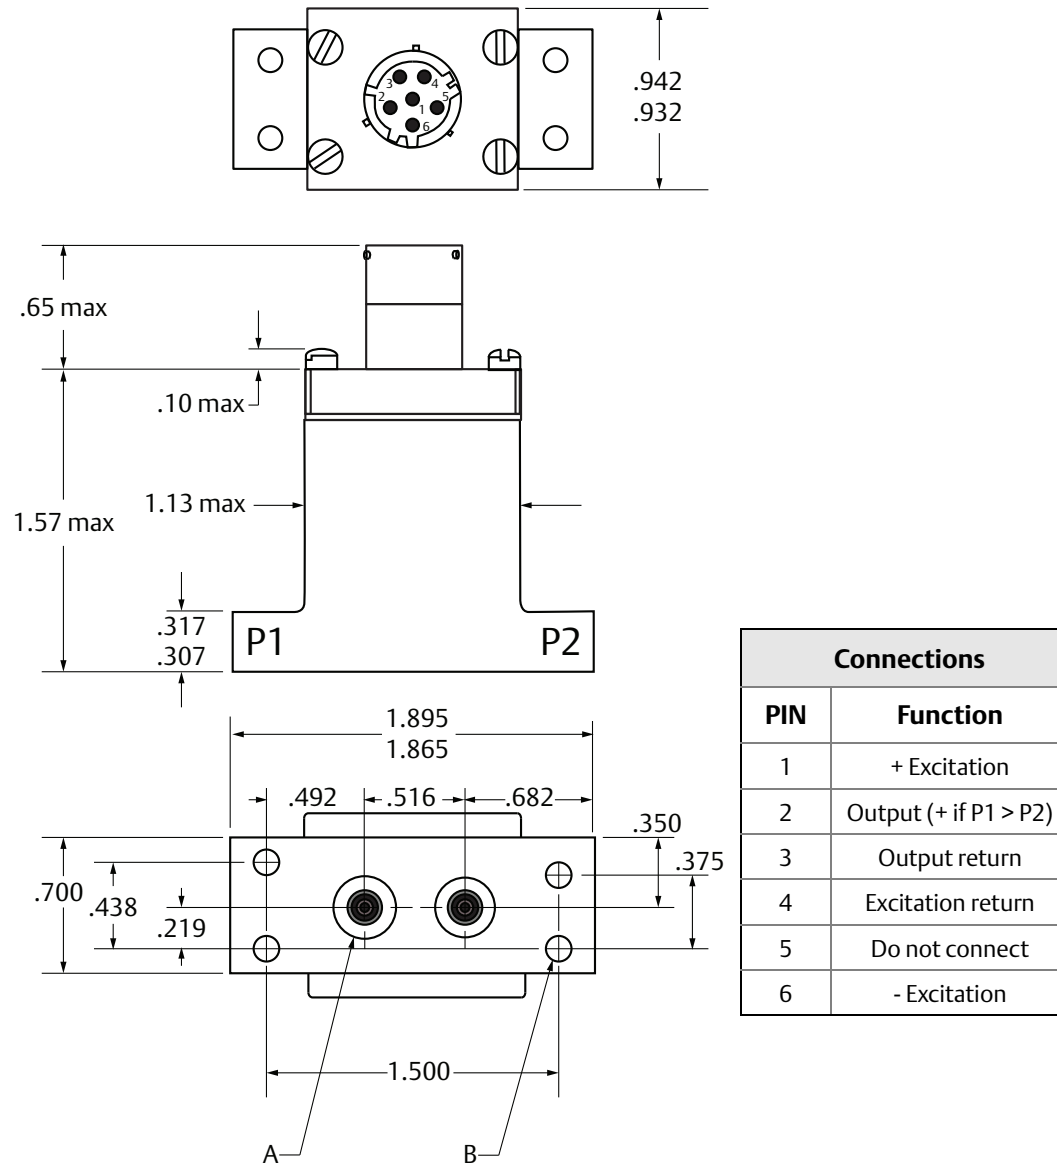 3
4
2
5
1
6
.942
.932
.65 max
.10 max
1.13 max
1.57 max
.317
.307
P1
P2
1.895
1.865
.492
.516
.682
.350
.375
.700
.438
.219
1.500
A
B
Connections
PIN Function
1 + Excitation
2 Output (+ if P1 > P2)
3 Output return
4 Excitation return
5 Do not connect
6 - Excitation